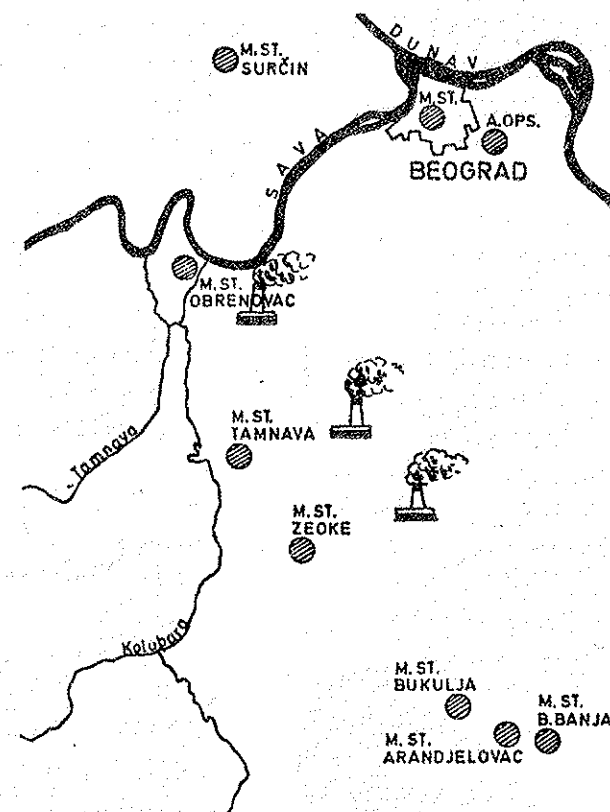 DUNAV
M.ST.
SURČIN
M.ST.
A.OPS.
BEOGRAD
SAVA
M.ST.
OBRENOVAC
M.ST.
TAMNAVA
Tamnava
M.ST.
ZEOKE
Kolubara
M.ST.
BUKULJA
M.ST.
B.BANJA
M.ST.
ARANDJELOVAC